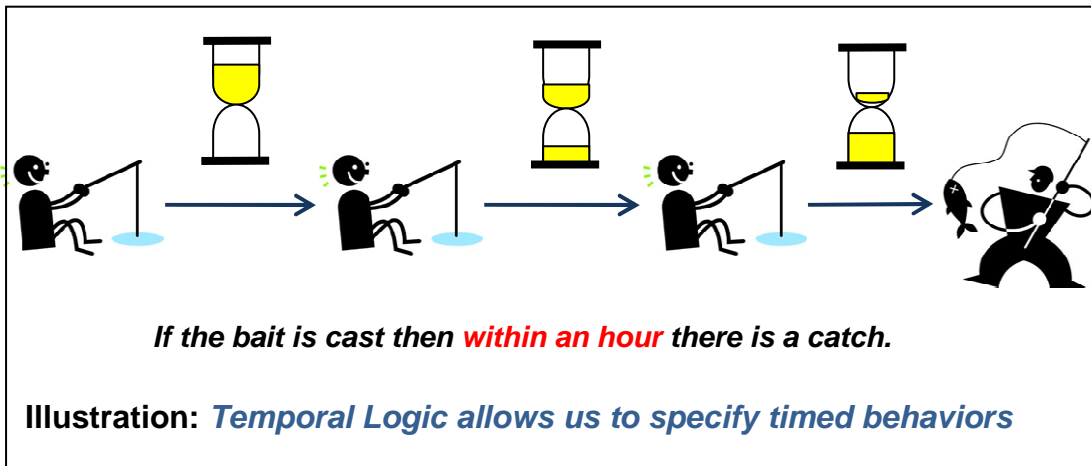 If the bait is cast then within an hour there is a catch.
Illustration: Temporal Logic allows us to specify timed behaviors